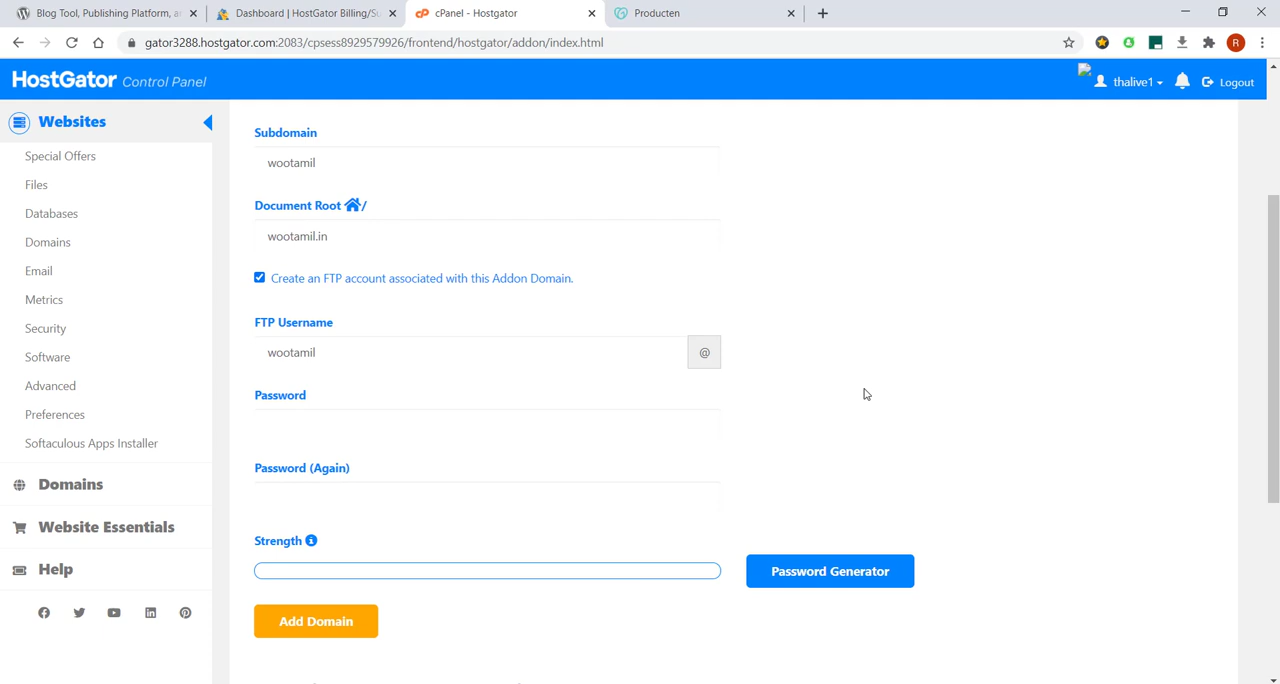 Blog Tool, Publishing Platform, a
Dashboard | HostGator Billing/Su
cPanel - Hostgator
Producten
gator3288.hostgator.com:2083/cpsess8929579926/frontend/hostgator/addon/index.html
R
HostGator Control Panel
thalive1
Logout
Websites
Special Offers
Files
Databases
Domains
Email
Metrics
Security
Software
Advanced
Preferences
Softaculous Apps Installer
Domains
Website Essentials
Help
Subdomain
wootamil
Document Root /
wootamil.in
Create an FTP account associated with this Addon Domain.
FTP Username
wootamil
@
Password
Password (Again)
Strength
Password Generator
Add Domain